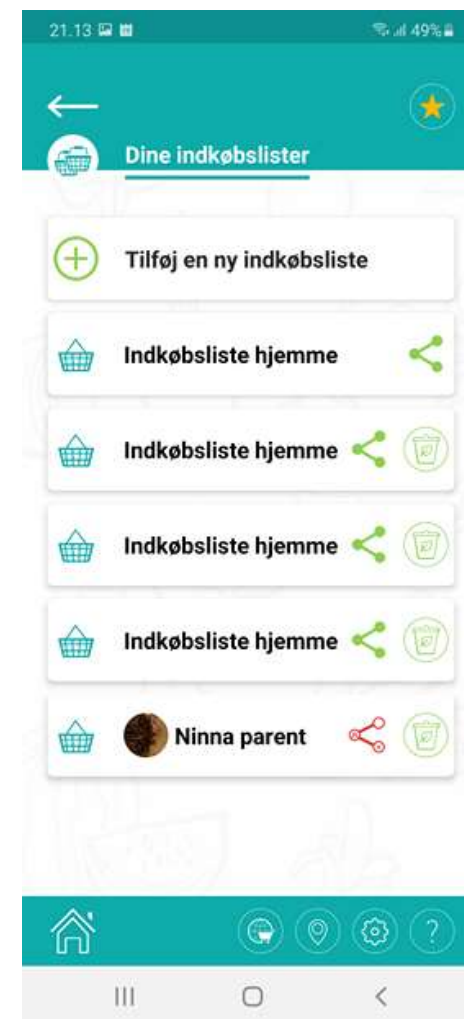 21.13
49%
Dine indkøbslister
Tilføj en ny indkøbsliste
Indkøbsliste hjemme
Indkøbsliste hjemme
Indkøbsliste hjemme
Indkøbsliste hjemme
Ninna parent
?